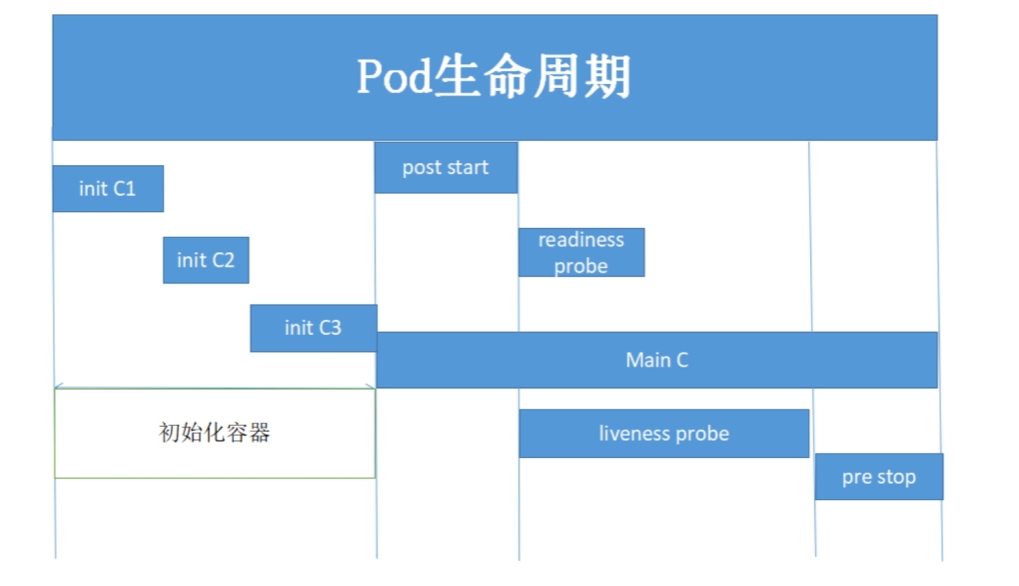 Pod生命周期
post start
init C1
readiness
probe
init C2
init C3
Main C
初始化容器
liveness probe
pre stop